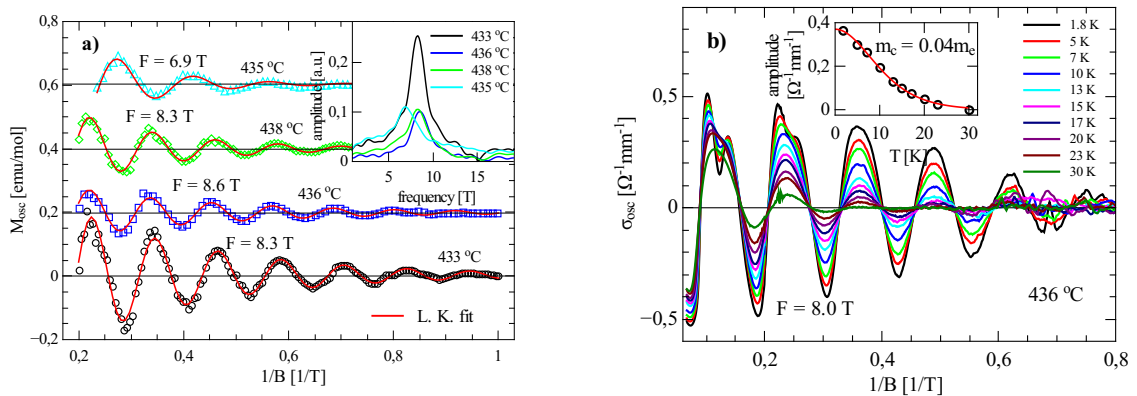 a)
M_osc [emu/mol]
0,8
0,6
0,4
0,2
0
−0,2
0,2
0,4
0,6
0,8
1
1/B [1/T]
F = 6.9 T
435 °C
F = 8.3 T
438 °C
F = 8.6 T
436 °C
F = 8.3 T
433 °C
L. K. fit
amplitude [a.u.]
0,2
0,1
0
5
10
15
frequency [T]
433 °C
436 °C
438 °C
435 °C
b)
σ_osc [Ω⁻¹mm⁻¹]
0,5
0
−0,5
0,2
0,4
0,6
0,8
1/B [1/T]
F = 8.0 T
436 °C
amplitude
[Ω⁻¹mm⁻¹]
0,4
0,2
0,0
0
10
20
30
T [K]
m_c = 0.04m_e
1.8 K
5 K
7 K
10 K
13 K
15 K
17 K
20 K
23 K
30 K